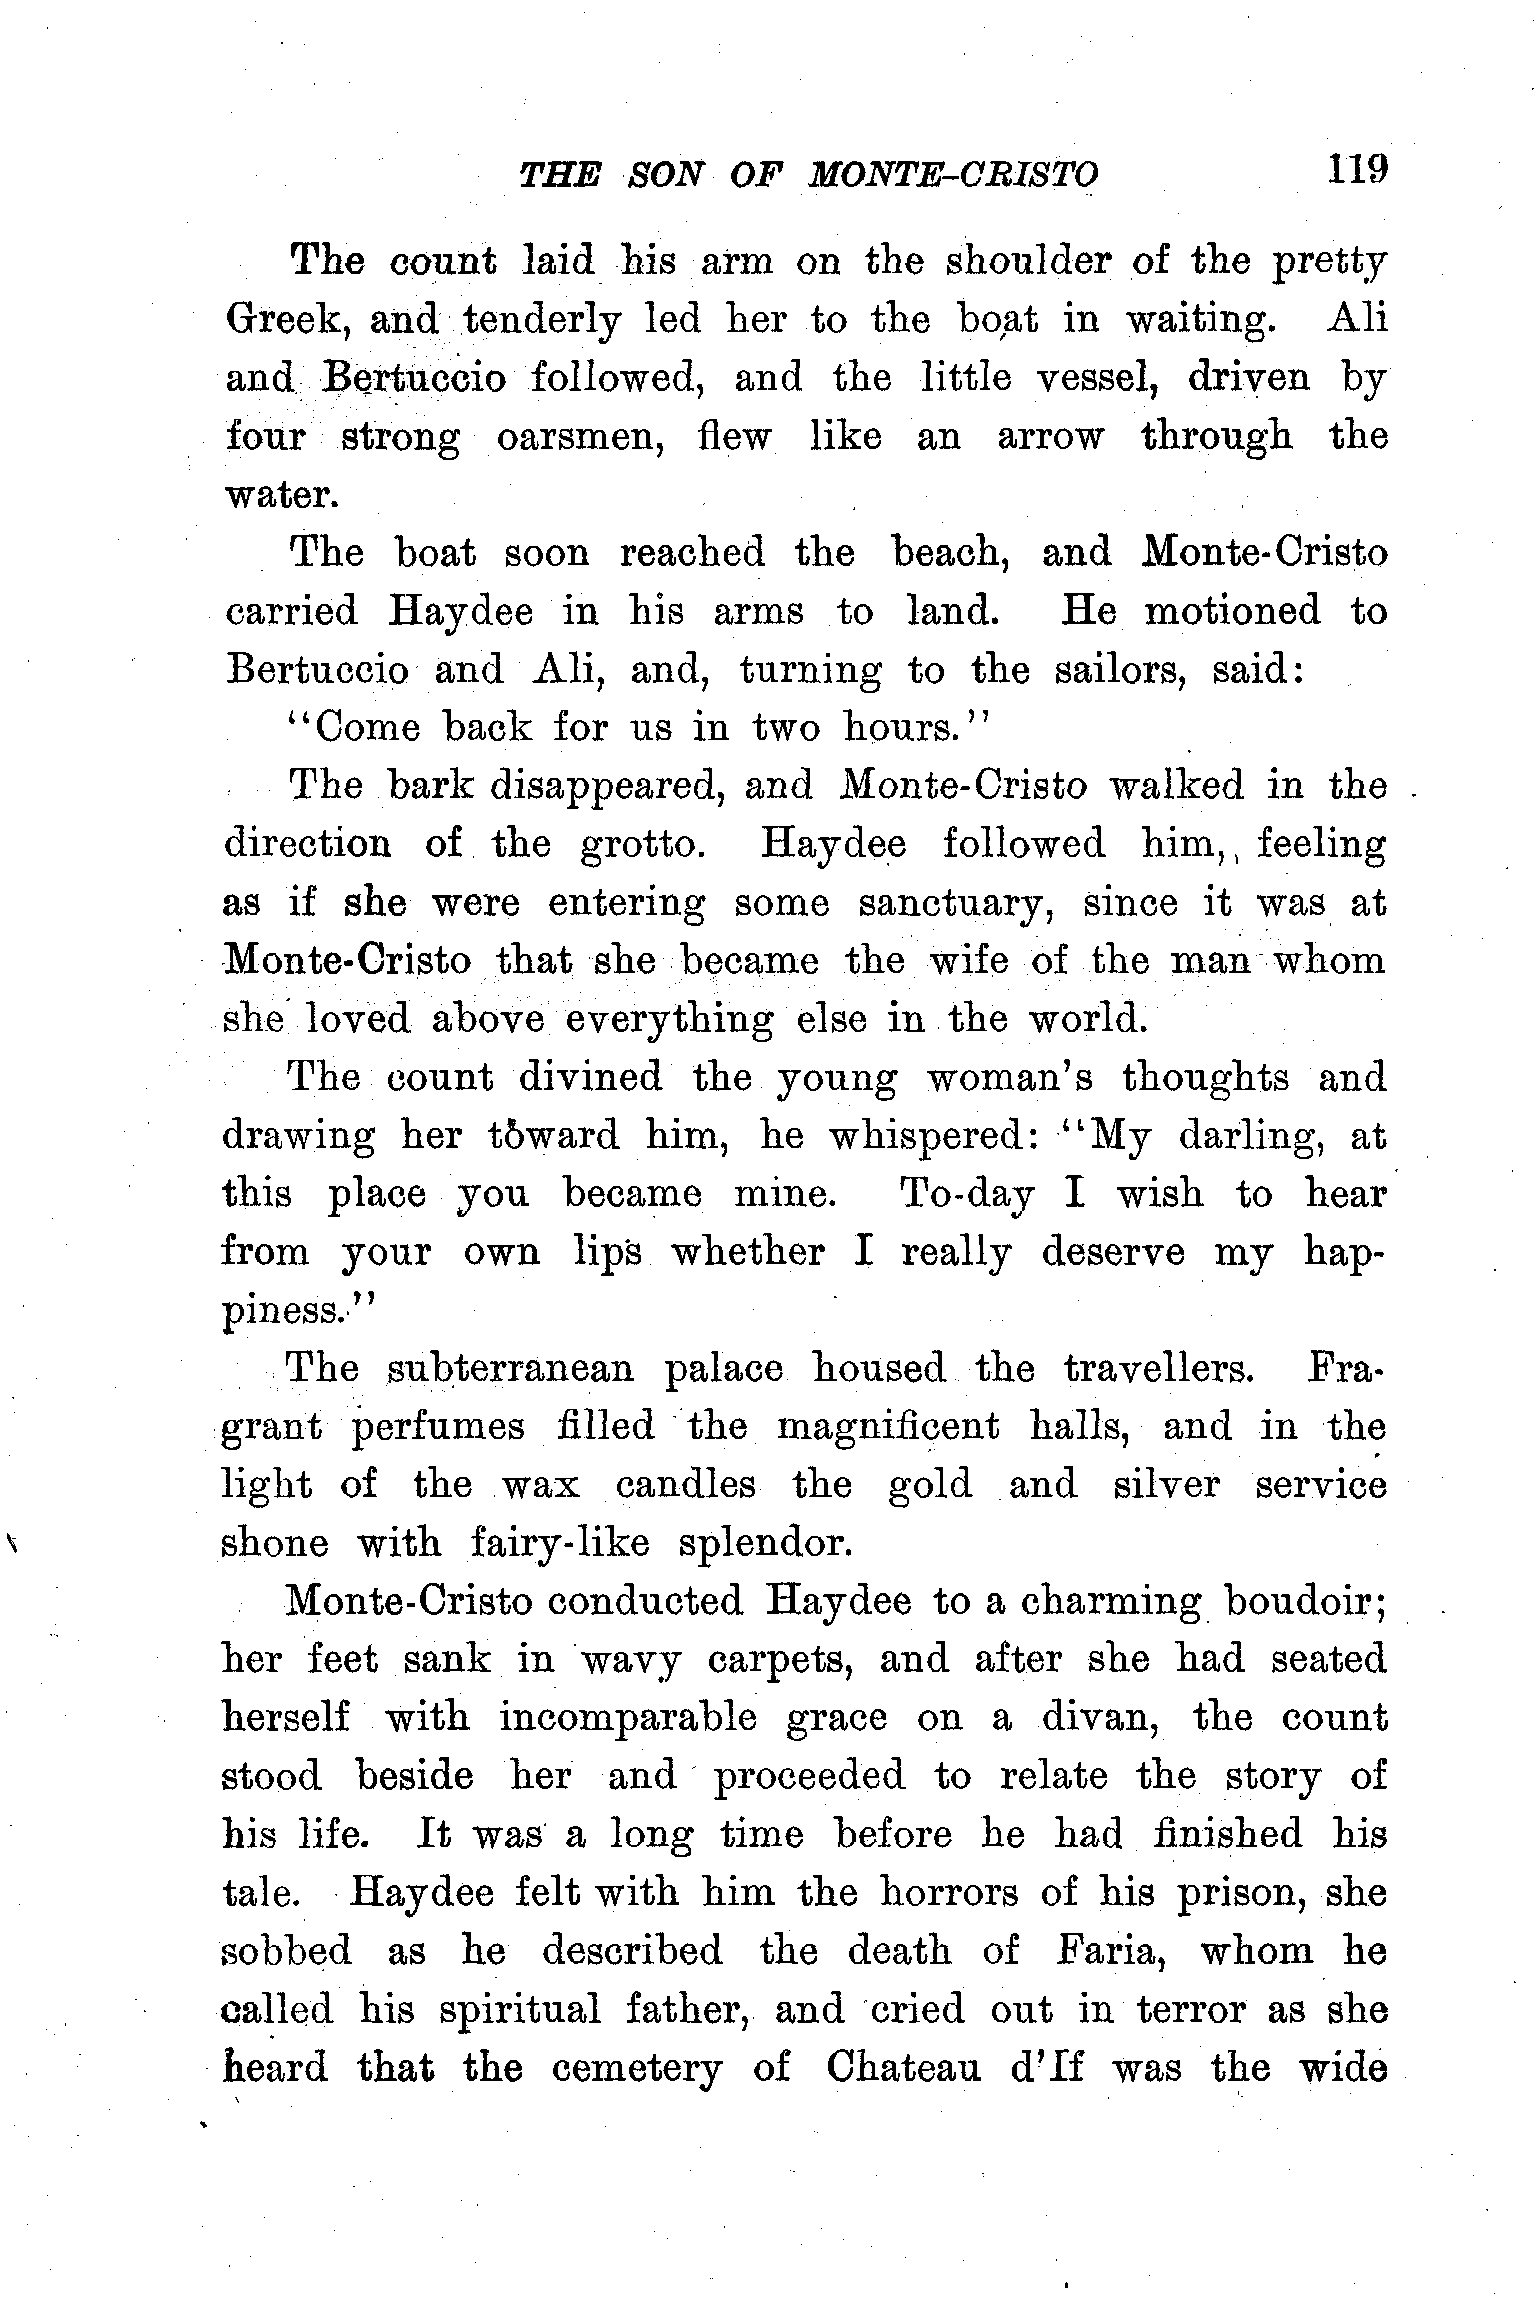 THE SON OF MONTE-CRISTO 119
The count laid his arm on the shoulder of the pretty
Greek, and tenderly led her to the boat in waiting. Ali
and Bertuccio followed, and the little vessel, driven by
four strong oarsmen, flew like an arrow through the
water.
The boat soon reached the beach, and Monte-Cristo
carried Haydee in his arms to land. He motioned to
Bertuccio and Ali, and, turning to the sailors, said:
"Come back for us in two hours."
The bark disappeared, and Monte-Cristo walked in the
direction of the grotto. Haydee followed him, feeling
as if she were entering some sanctuary, since it was at
Monte-Cristo that she became the wife of the man whom
she loved above everything else in the world.
The count divined the young woman's thoughts and
drawing her toward him, he whispered: "My darling, at
this place you became mine. To-day I wish to hear
from your own lips whether I really deserve my hap-
piness."
The subterranean palace housed the travellers. Fra-
grant perfumes filled the magnificent halls, and in the
light of the wax candles the gold and silver service
shone with fairy-like splendor.
Monte-Cristo conducted Haydee to a charming boudoir;
her feet sank in wavy carpets, and after she had seated
herself with incomparable grace on a divan, the count
stood beside her and proceeded to relate the story of
his life. It was a long time before he had finished his
tale. Haydee felt with him the horrors of his prison, she
sobbed as he described the death of Faria, whom he
called his spiritual father, and cried out in terror as she
heard that the cemetery of Chateau d'If was the wide